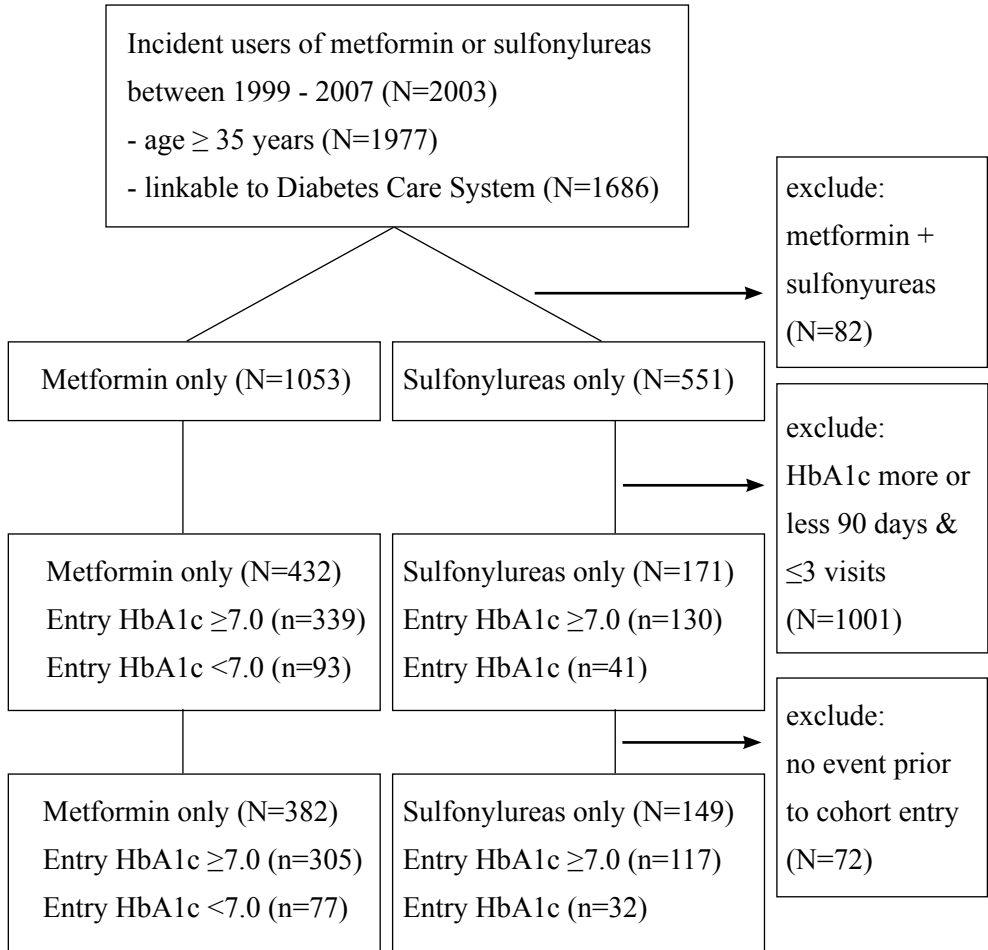 Incident users of metformin or sulfonylureas
between 1999 - 2007 (N=2003)
- age ≥ 35 years (N=1977)
- linkable to Diabetes Care System (N=1686)
exclude:
metformin +
sulfonyureas
(N=82)
Metformin only (N=1053)
Sulfonylureas only (N=551)
exclude:
HbA1c more or
less 90 days &
≤3 visits
(N=1001)
Metformin only (N=432)
Entry HbA1c ≥7.0 (n=339)
Entry HbA1c <7.0 (n=93)
Sulfonylureas only (N=171)
Entry HbA1c ≥7.0 (n=130)
Entry HbA1c (n=41)
exclude:
no event prior
to cohort entry
(N=72)
Metformin only (N=382)
Entry HbA1c ≥7.0 (n=305)
Entry HbA1c <7.0 (n=77)
Sulfonylureas only (N=149)
Entry HbA1c ≥7.0 (n=117)
Entry HbA1c (n=32)